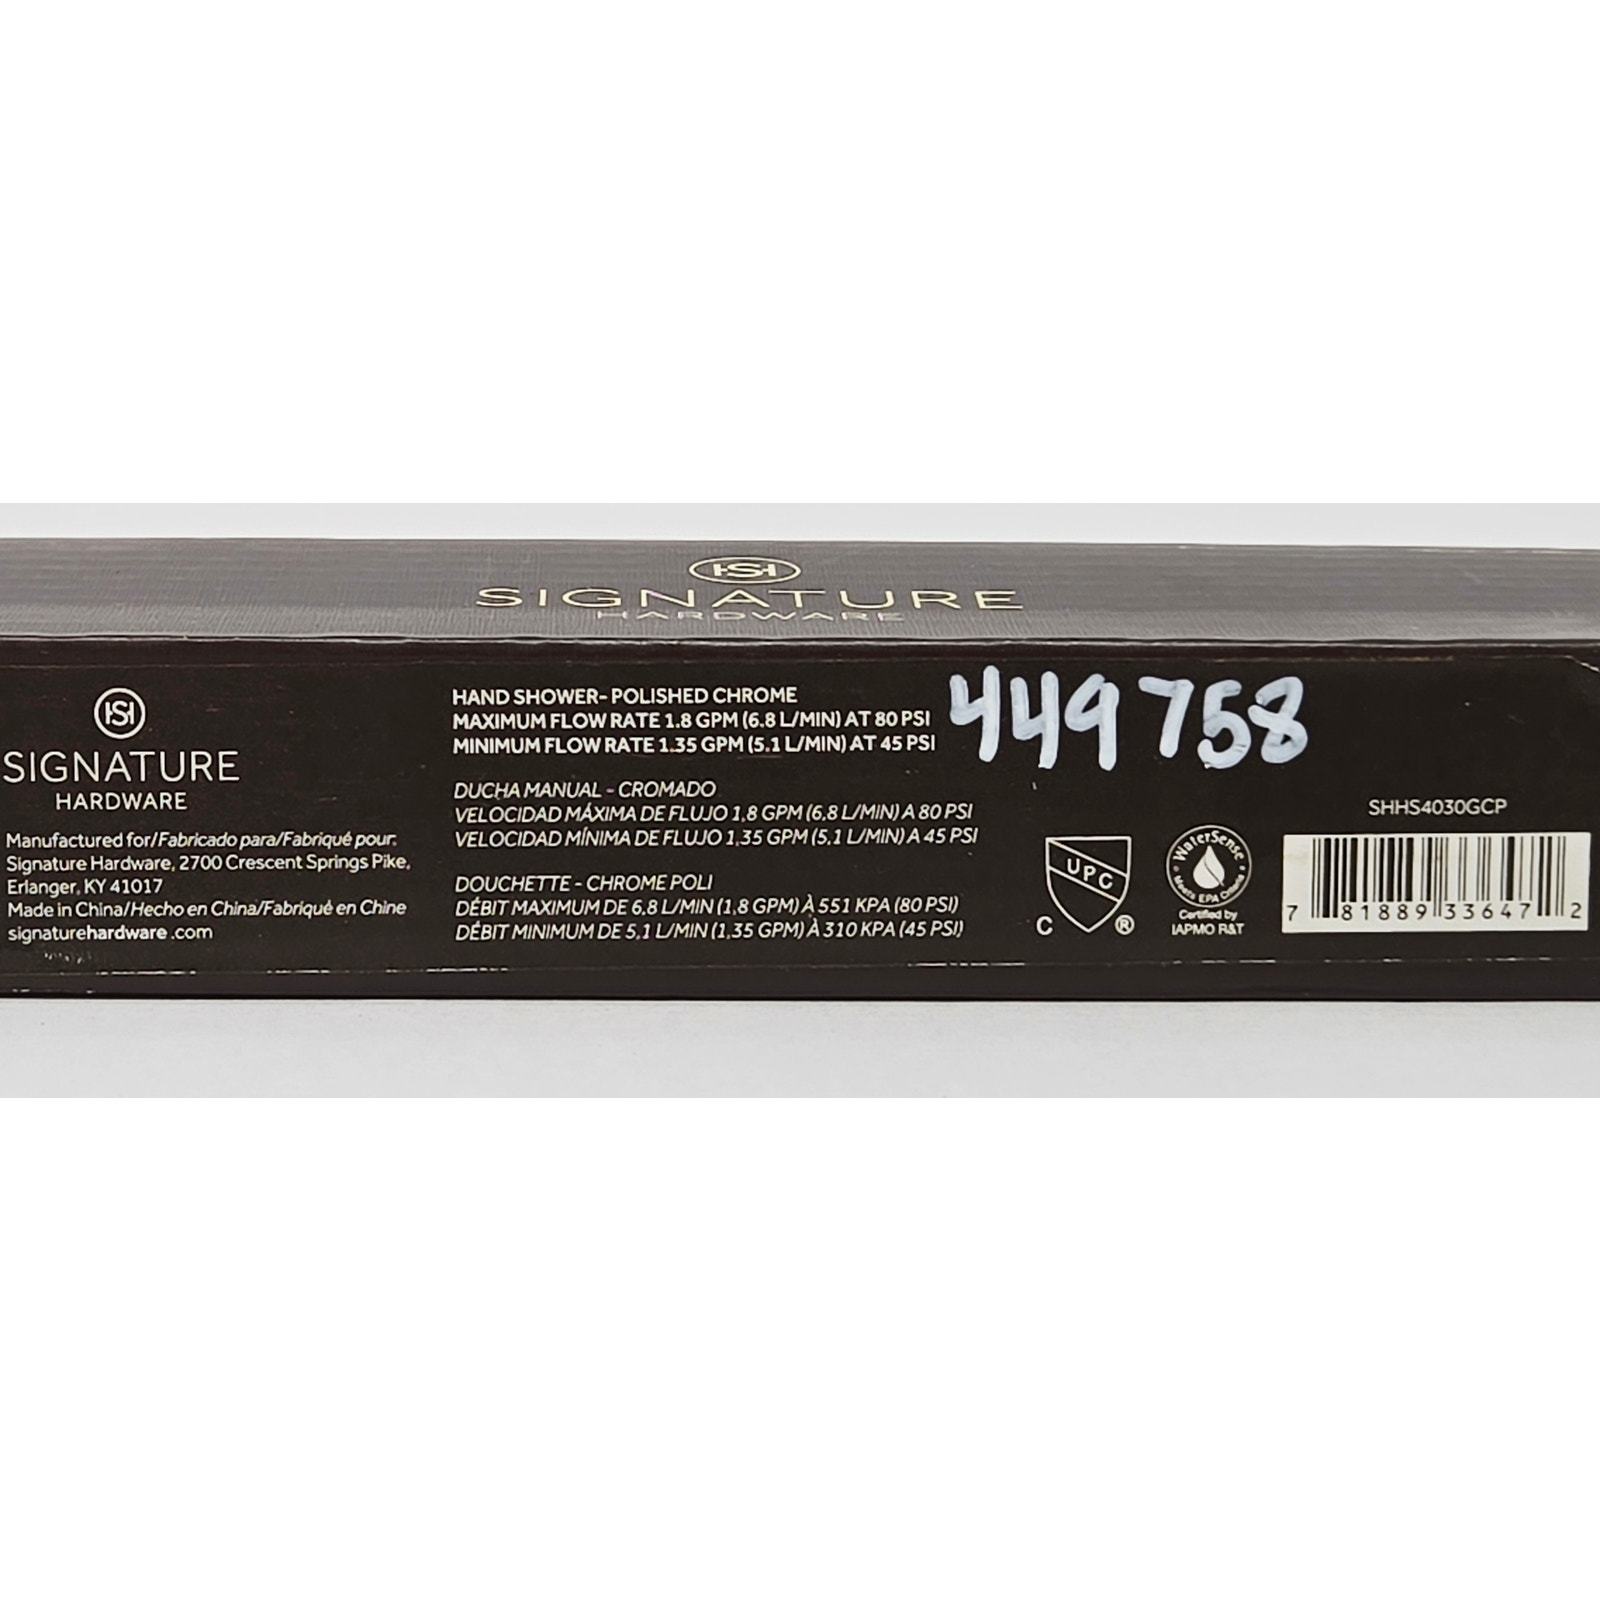 SH
SIGNATURE
HARDWARE
SH
SIGNATURE
HARDWARE
Manufactured for/Fabricado para/Fabriqué pour:
Signature Hardware, 2700 Crescent Springs Pike,
Erlanger, KY 41017
Made in China/Hecho en China/Fabriqué en Chine
signaturehardware.com
HAND SHOWER- POLISHED CHROME
MAXIMUM FLOW RATE 1.8 GPM (6.8 L/MIN) AT 80 PSI
MINIMUM FLOW RATE 1.35 GPM (5.1 L/MIN) AT 45 PSI
DUCHA MANUAL - CROMADO
VELOCIDAD MÁXIMA DE FLUJO 1.8 GPM (6.8 L/MIN) A 80 PSI
VELOCIDAD MÍNIMA DE FLUJO 1.35 GPM (5.1 L/MIN) A 45 PSI
DOUCHETTE - CHROME POLI
DÉBIT MAXIMUM DE 6.8 L/MIN (1.8 GPM) À 551 KPA (80 PSI)
DÉBIT MINIMUM DE 5.1 L/MIN (1.35 GPM) À 310 KPA (45 PSI)
449758
UPC
C ®
WaterSense
Meets EPA Criteria
Certified by
IAPMO R&T
SHHS4030GCP
7 81889 33647 2